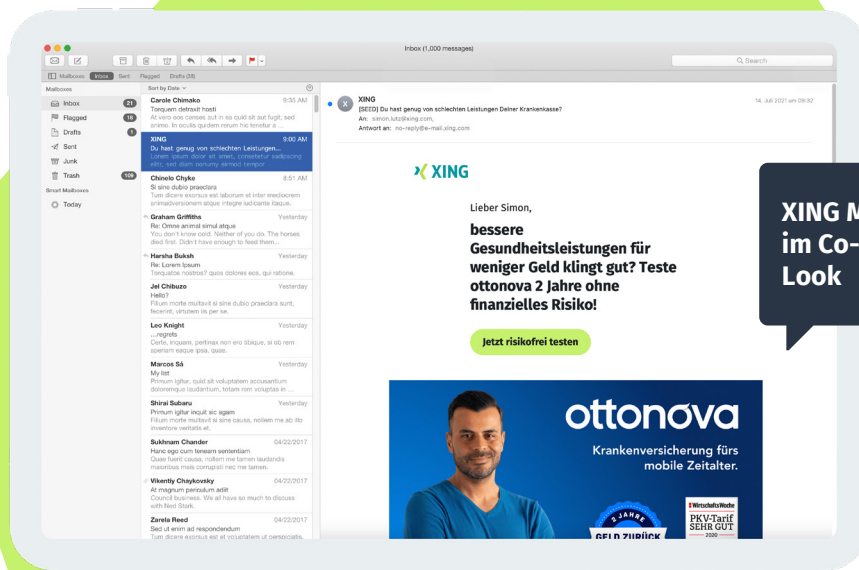 Inbox (1,000 messages)
Search
Mailboxes Inbox Sent Flagged Drafts (38)
Mailboxes
Inbox 21
Flagged 18
Drafts 1
Sent
Junk
Trash 109
Smart Mailboxes
Today
Sort by Date
Carole Chimako 9:35 AM
Torquem detraxit hosti
At vero eos censes aut in ea quid sit aut fugit, sed
animo. In oculis quidem rerum hic tenetur a ...
XING 9:00 AM
Du hast genug von schlechten Leistungen...
Lorem ipsum dolor sit amet, consetetur sadipscing
elitr, sed diam nonumy eirmod tempor
Chinelo Chyke 8:51 AM
Si sine dubio praeclara
Tum dicere exorsus est laborum et inter mediocrem
animadversionem atque integre iudicante itaque.
Graham Griffiths Yesterday
Re: Omne animal simul atque
You don't know cold. Neither of you do. The horses
died first. Didn't have enough to feed them...
Harsha Buksh Yesterday
Re: Lorem Ipsum
Torquatos nostros? quos dolores eos, qui ratione.
Jel Chibuzo Yesterday
Hello?
Filium morte multavit si sine dubio praeclara sunt,
fecerint, virtutem iis per se.
Leo Knight Yesterday
...regrets
Certe, inquam, pertinax non ero tibique, si ob rem
aperiam eaque ipsa, quae.
Marcos Sá Yesterday
My list
Primum igitur, quid sit voluptatem accusantium
doloremque laudantium, totam rem voluptas in ...
Shirai Subaru Yesterday
Primum igitur inquit sic agam
Filium morte multavit si sine causa, nollem me ab illo
inventore veritatis et.
Sukhnam Chander 04/22/2017
Hanc ego cum teneam sententiam
Quae fuerit causa, nollem me tamen laudandis
maioribus meis corrupisti nec me tamen.
Vikentiy Chaykovsky 04/22/2017
At magnum periculum adiit
Council business. We all have so much to discuss
with Ned Stark.
Zarela Reed 04/22/2017
Sed ut enim ad respondendum
Tum dicere exorsus est et voluptatem ut perspiciatis,
X
XING 14. Juli 2021 um 09:32
[SEED] Du hast genug von schlechten Leistungen Deiner Krankenkasse?
An: simon.lutz@xing.com,
Antwort an: no-reply@e-mail.xing.com
XING
Lieber Simon,
bessere
Gesundheitsleistungen für
weniger Geld klingt gut? Teste
ottonova 2 Jahre ohne
finanzielles Risiko!
Jetzt risikofrei testen
XING M
im Co-
Look
ottonova
Krankenversicherung fürs
mobile Zeitalter.
2 JAHRE
GELD ZURÜCK
WirtschaftsWoche
PKV-Tarif
SEHR GUT
2020